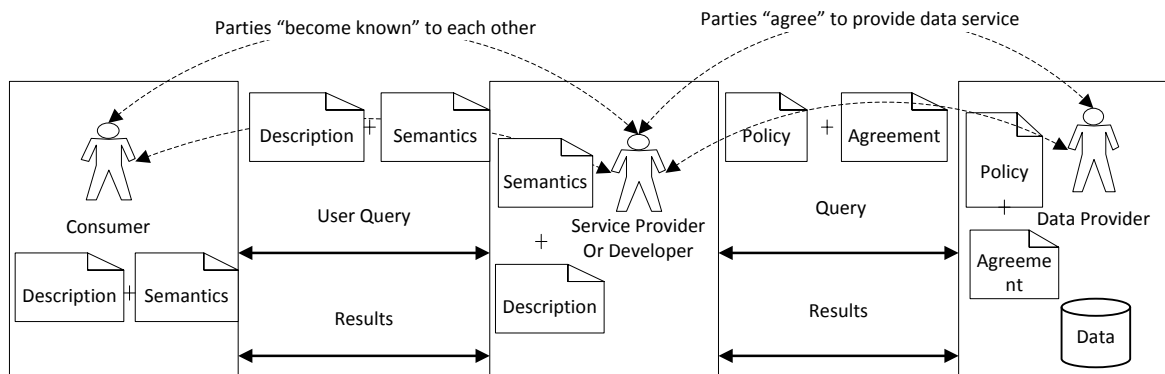 Parties “become known” to each other
Parties “agree” to provide data service
Consumer
Description
+
Semantics
Description
+
Semantics
User Query
Results
Semantics
+
Description
Service Provider
Or Developer
Policy
+
Agreement
Query
Results
Policy
+
Agreeme
nt
Data Provider
Data